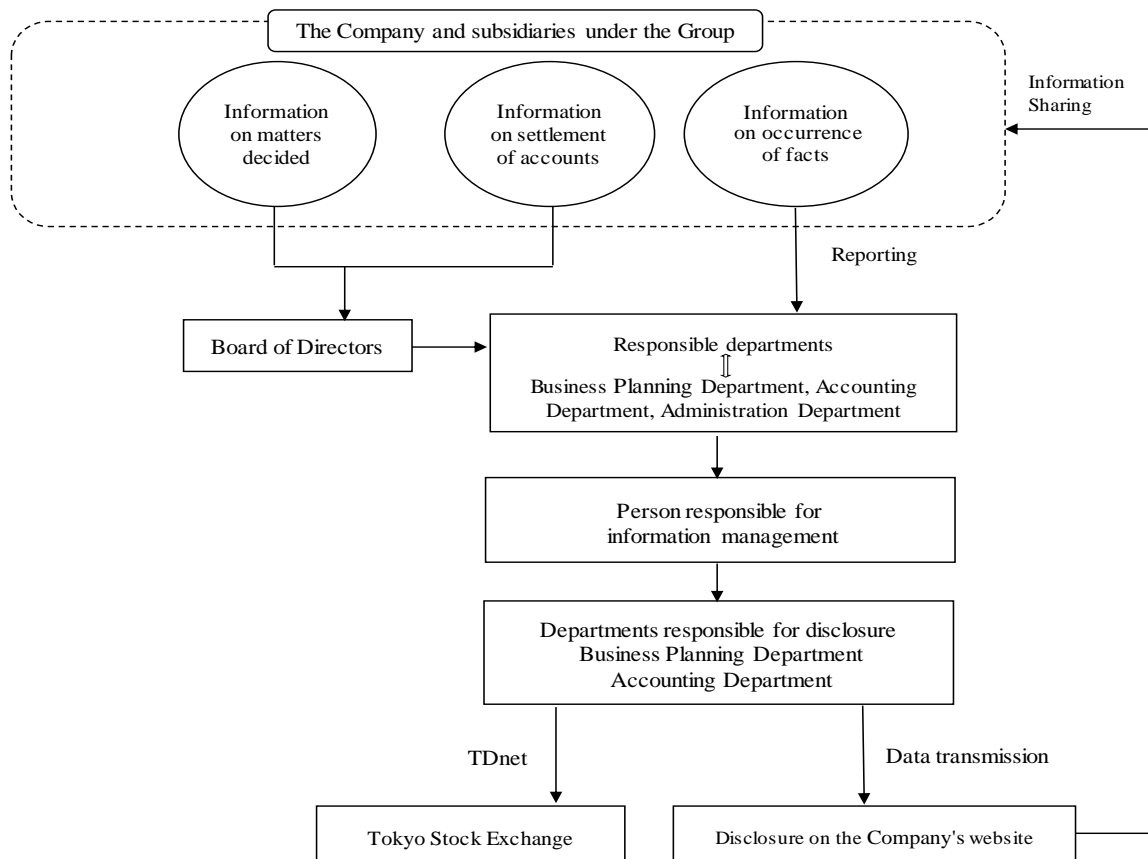 The Company and subsidiaries under the Group
Information
on matters
decided
Information
on settlement
of accounts
Information
on occurrence
of facts
Information
Sharing
Reporting
Board of Directors
Responsible departments
Business Planning Department, Accounting
Department, Administration Department
Person responsible for
information management
Departments responsible for disclosure
Business Planning Department
Accounting Department
TDnet
Data transmission
Tokyo Stock Exchange
Disclosure on the Company's website